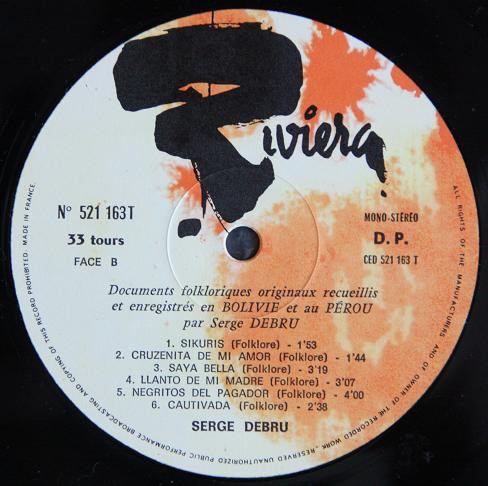 Riviera
N° 521 163 T
33 tours
FACE B
MONO-STÉRÉO
D. P.
CED 521 163 T
Documents folkloriques originaux recueillis
et enregistrés en BOLIVIE et au PÉROU
par Serge DEBRU
1. SIKURIS (Folklore) - 1'53
2. CRUZENITA DE MI AMOR (Folklore) - 1'44
3. SAYA BELLA (Folklore) - 3'19
4. LLANTO DE MI MADRE (Folklore) - 3'07
5. NEGRITOS DEL PAGADOR (Folklore) - 4'00
6. CAUTIVADA (Folklore) - 2'38
SERGE DEBRU
ALL RIGHTS OF THE MANUFACTURERS AND OF OWNER OF THE RECORDED WORK, RESERVED UNAUTHORIZED PUBLIC PERFORMANCE BROADCASTING AND COPYING OF THIS RECORD PROHIBITED. MADE IN FRANCE.